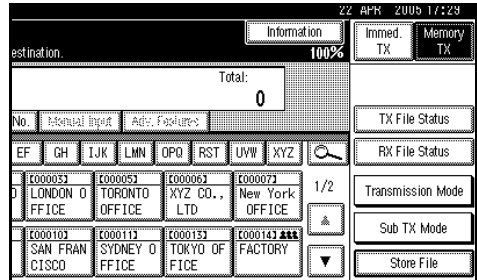 22 APR 2005 17:29
Information
Immed. TX
Memory TX
estination.
100%
Total:
0
No.
Manual Input
Adv. Features
TX File Status
EF GH IJK LMN OPQ RST UVW XYZ
RX File Status
[00003] LONDON O FFICE
[00005] TORONTO OFFICE
[00006] XYZ CO., LTD
[00007] New York OFFICE
1/2
Transmission Mode
[00010] SAN FRAN CISCO
[00011] SYDNEY O FFICE
[00013] TOKYO OF FICE
[00014] FACTORY
Sub TX Mode
Store File